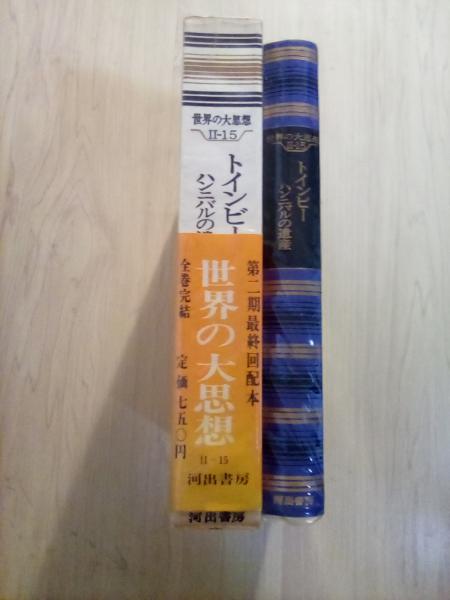 世界の大思想
II-15
トインビー
ハンニバルの
第二期最終回配本
世界の大思想
全巻完結 定価七五〇円
II-15
河出書房
河出書房
世界の大思想
II-15
トインビー
ハンニバルの遺産
河出書房